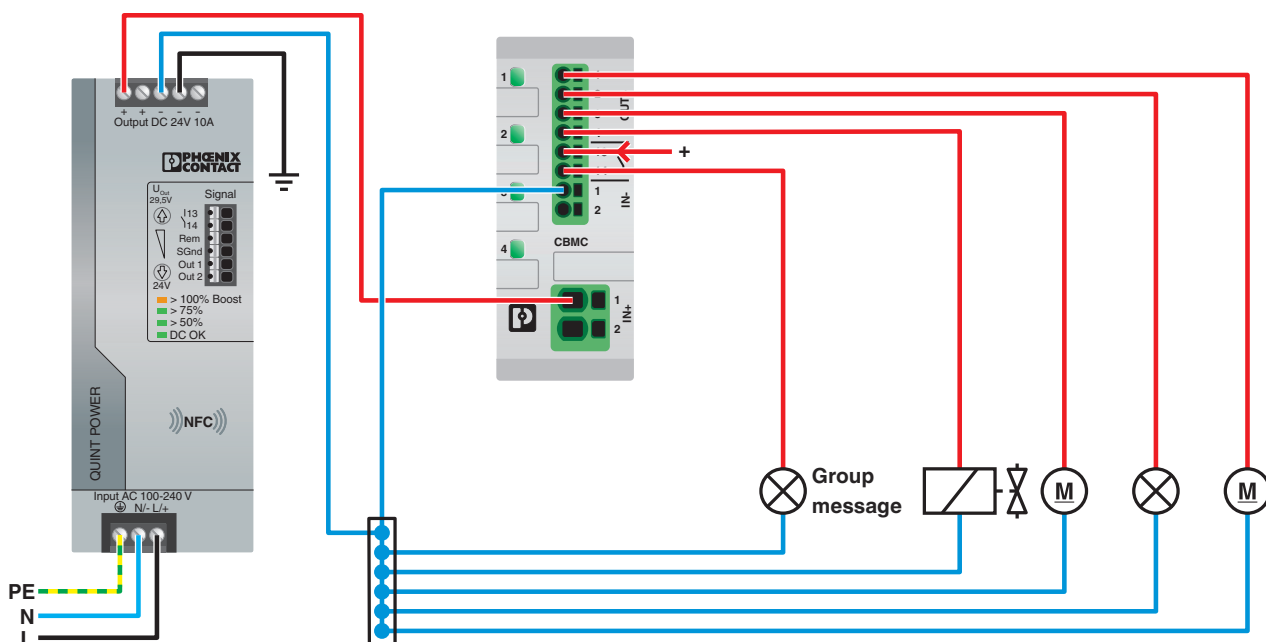 + + - - -
Output DC 24V 10A
PHŒNIX
CONTACT
UOut
29,5V
Signal
13
14
Rem
SGnd
Out 1
Out 2
24V
> 100% Boost
> 75%
> 50%
DC OK
QUINT POWER
NFC
Input AC 100-240 V
N/- L/+
PE
N
1
2
4
+
1
2
IN-
CBMC
1
2
IN+
Group
message
M
M